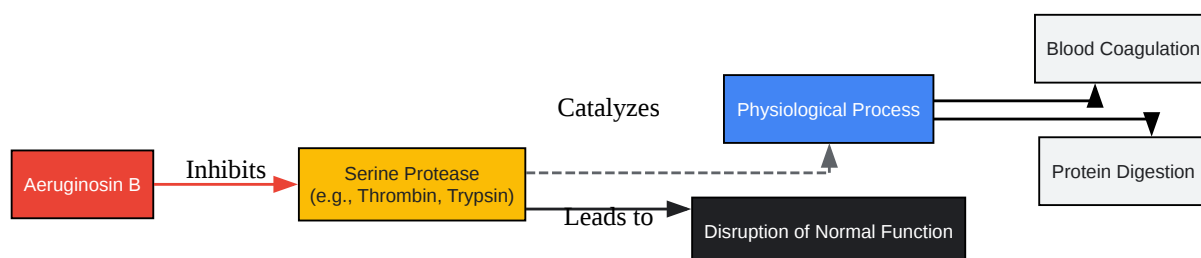 Aeruginosin B
Inhibits
Serine Protease
(e.g., Thrombin, Trypsin)
Catalyzes
Leads to
Physiological Process
Disruption of Normal Function
Blood Coagulation
Protein Digestion